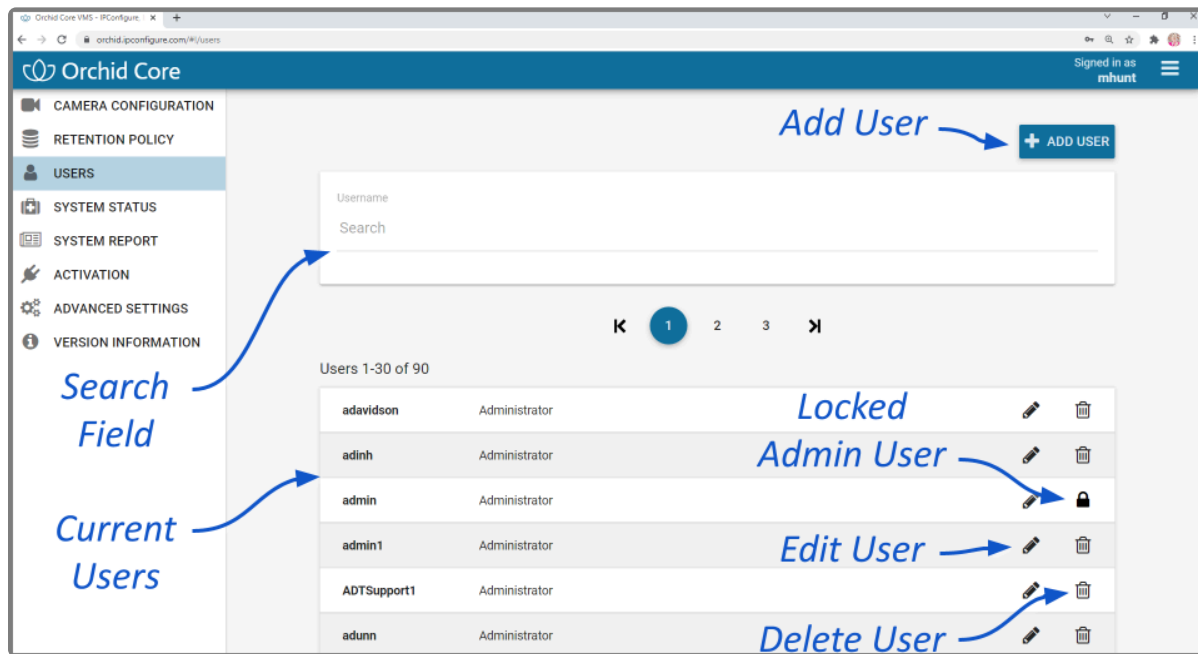 Orchid Core VMS - IPConfigure,
orchid.ipconfigure.com/#!/users
Orchid Core
Signed in as
mhunt
CAMERA CONFIGURATION
RETENTION POLICY
USERS
SYSTEM STATUS
SYSTEM REPORT
ACTIVATION
ADVANCED SETTINGS
VERSION INFORMATION
Add User
ADD USER
Username
Search
1 2 3
Search
Field
Users 1-30 of 90
Current
Users
adavidson Administrator
Locked
Admin User
adinh Administrator
admin Administrator
admin1 Administrator
Edit User
ADTSupport1 Administrator
adunn Administrator
Delete User